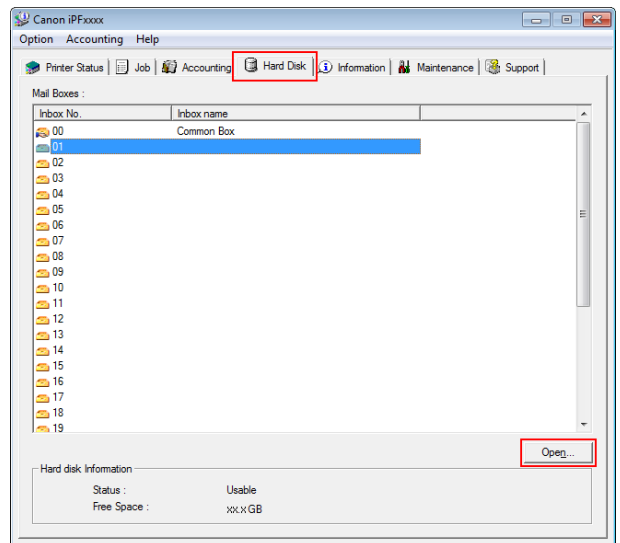 Canon iPFxxxx
Option Accounting Help
Printer Status Job Accounting Hard Disk Information Maintenance Support
Mail Boxes :
Inbox No. Inbox name
00 Common Box
01
02
03
04
05
06
07
08
09
10
11
12
13
14
15
16
17
18
19
Open...
Hard disk Information
Status : Usable
Free Space : xx.x GB